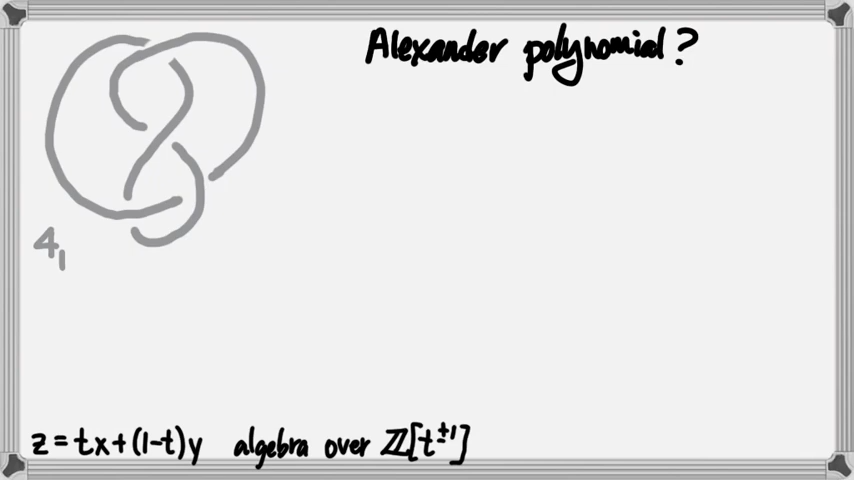 Alexander polynomial?
4₁
z = tx + (1-t)y algebra over ℤ[t^±1]